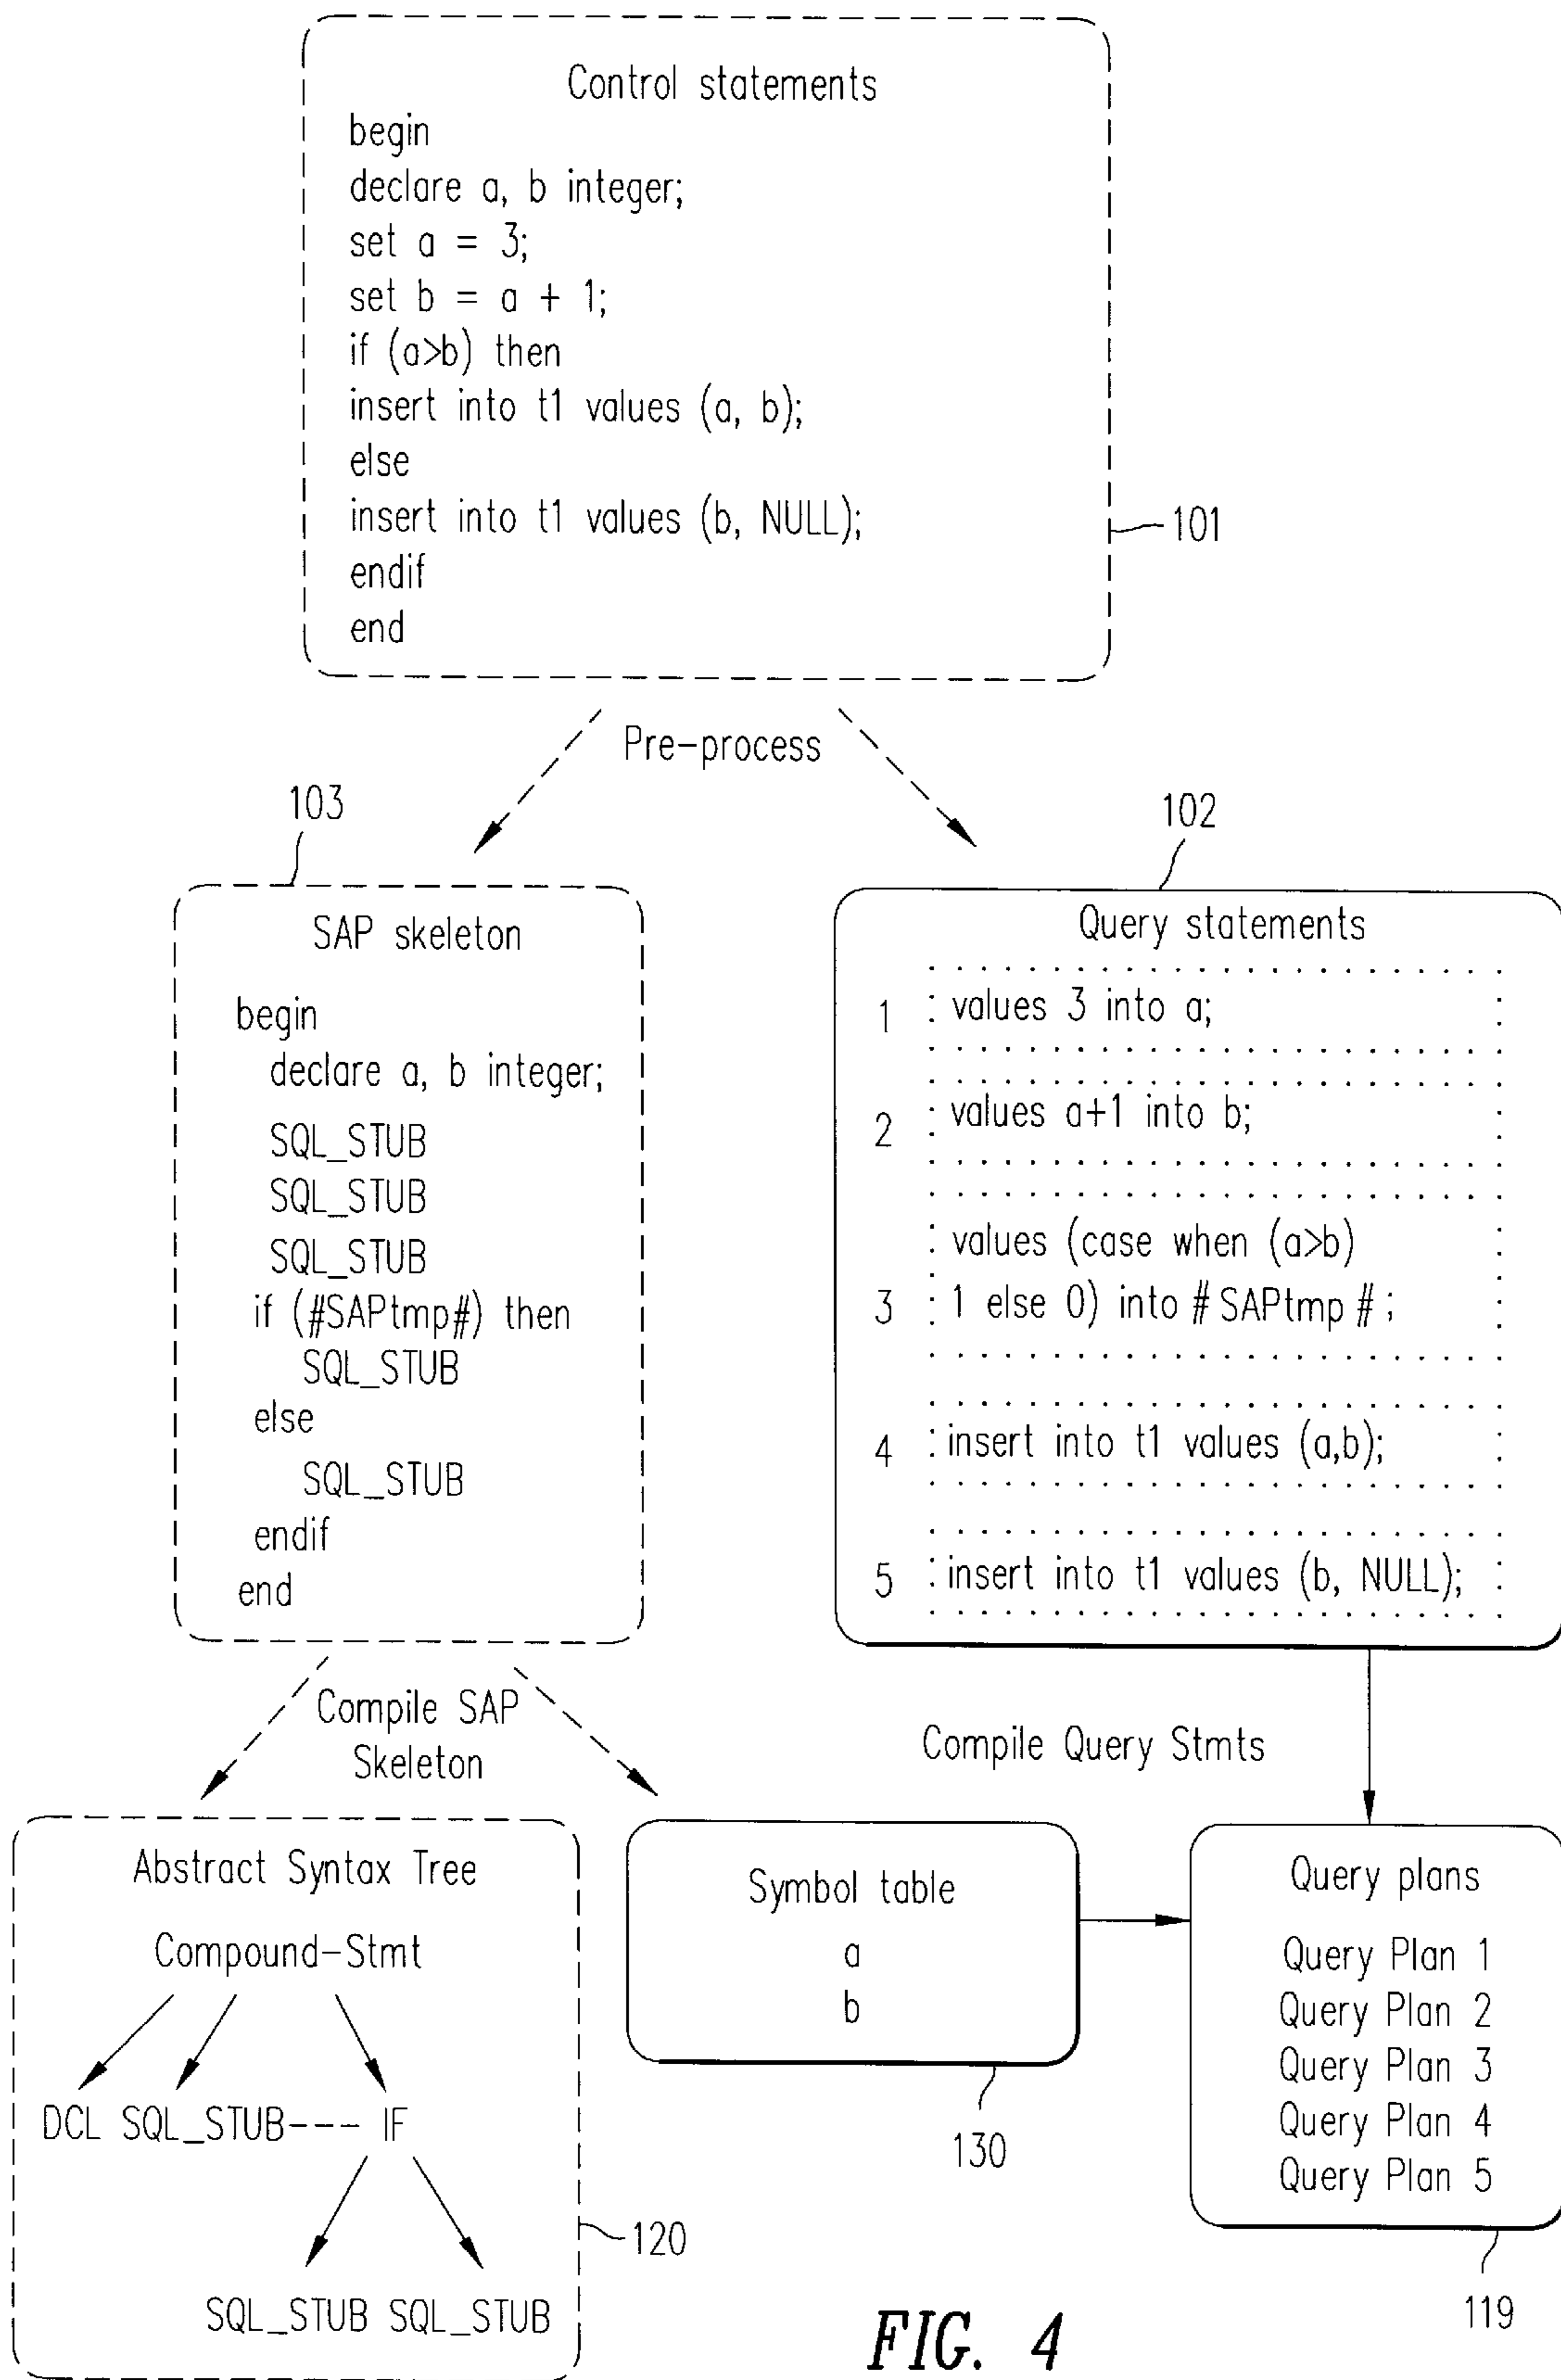 Control statements
begin
declare a, b integer;
set a = 3;
set b = a + 1;
if (a>b) then
insert into t1 values (a, b);
else
insert into t1 values (b, NULL);
endif
end
101
Pre-process
103
SAP skeleton
begin
declare a, b integer;
SQL_STUB
SQL_STUB
SQL_STUB
if (#SAPtmp#) then
SQL_STUB
else
SQL_STUB
endif
end
102
Query statements
1 values 3 into a;
2 values a+1 into b;
values (case when (a>b)
3 1 else 0) into # SAPtmp # ;
4 insert into t1 values (a,b);
5 insert into t1 values (b, NULL);
Compile SAP
Skeleton
Compile Query Stmts
Abstract Syntax Tree
Compound-Stmt
DCL SQL_STUB--- IF
SQL_STUB SQL_STUB
120
Symbol table
a
b
130
Query plans
Query Plan 1
Query Plan 2
Query Plan 3
Query Plan 4
Query Plan 5
119
FIG. 4